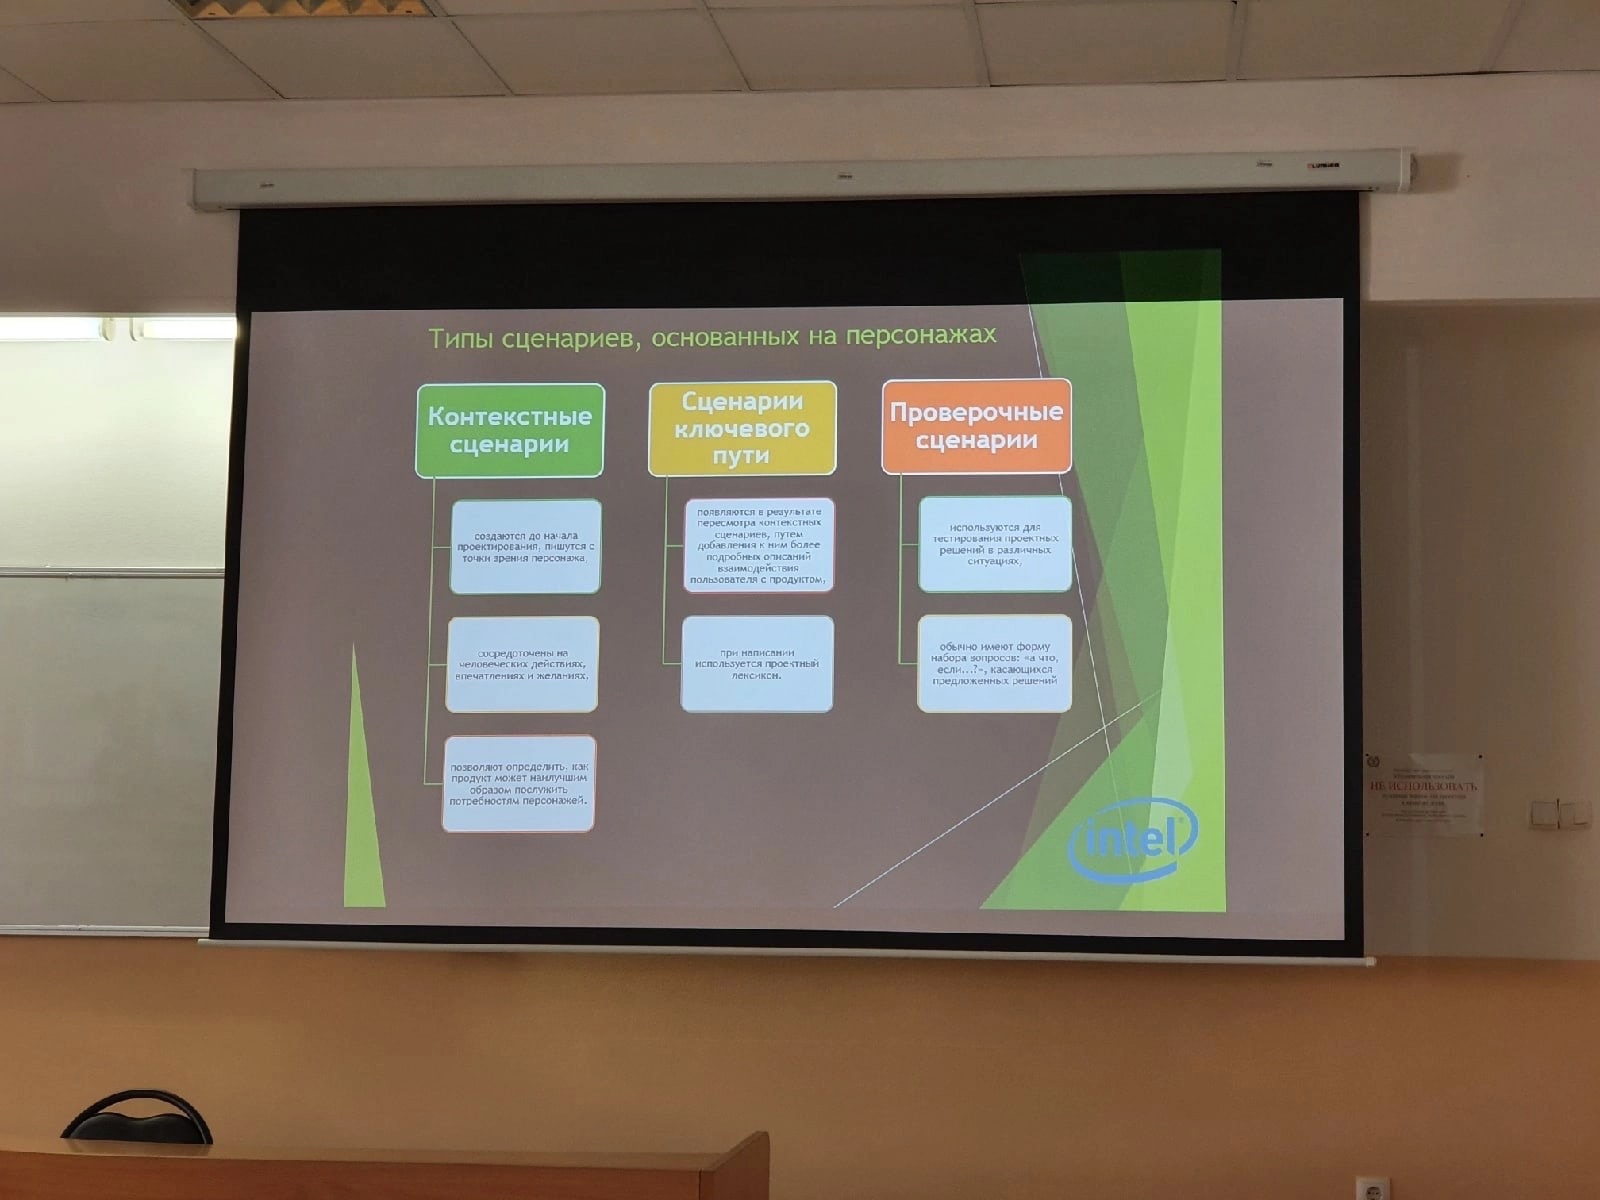 Типы сценариев, основанных на персонажах
Контекстные
сценарии
создаются до начала
проектирования, пишутся с
точки зрения персонажа,
сосредоточены на
человеческих действиях,
впечатлениях и желаниях,
позволяют определить, как
продукт может наилучшим
образом послужить
потребностям персонажей.
Сценарии
ключевого
пути
появляются в результате
пересмотра контекстных
сценариев, путем
добавления к ним более
подробных описаний
взаимодействия
пользователя с продуктом,
при написании
используется проектный
лексикон.
Проверочные
сценарии
используются для
тестирования проектных
решений в различных
ситуациях,
обычно имеют форму
набора вопросов: «а что,
если...?», касающихся
предложенных решений
intel
НЕ ИСПОЛЬЗОВАТЬ